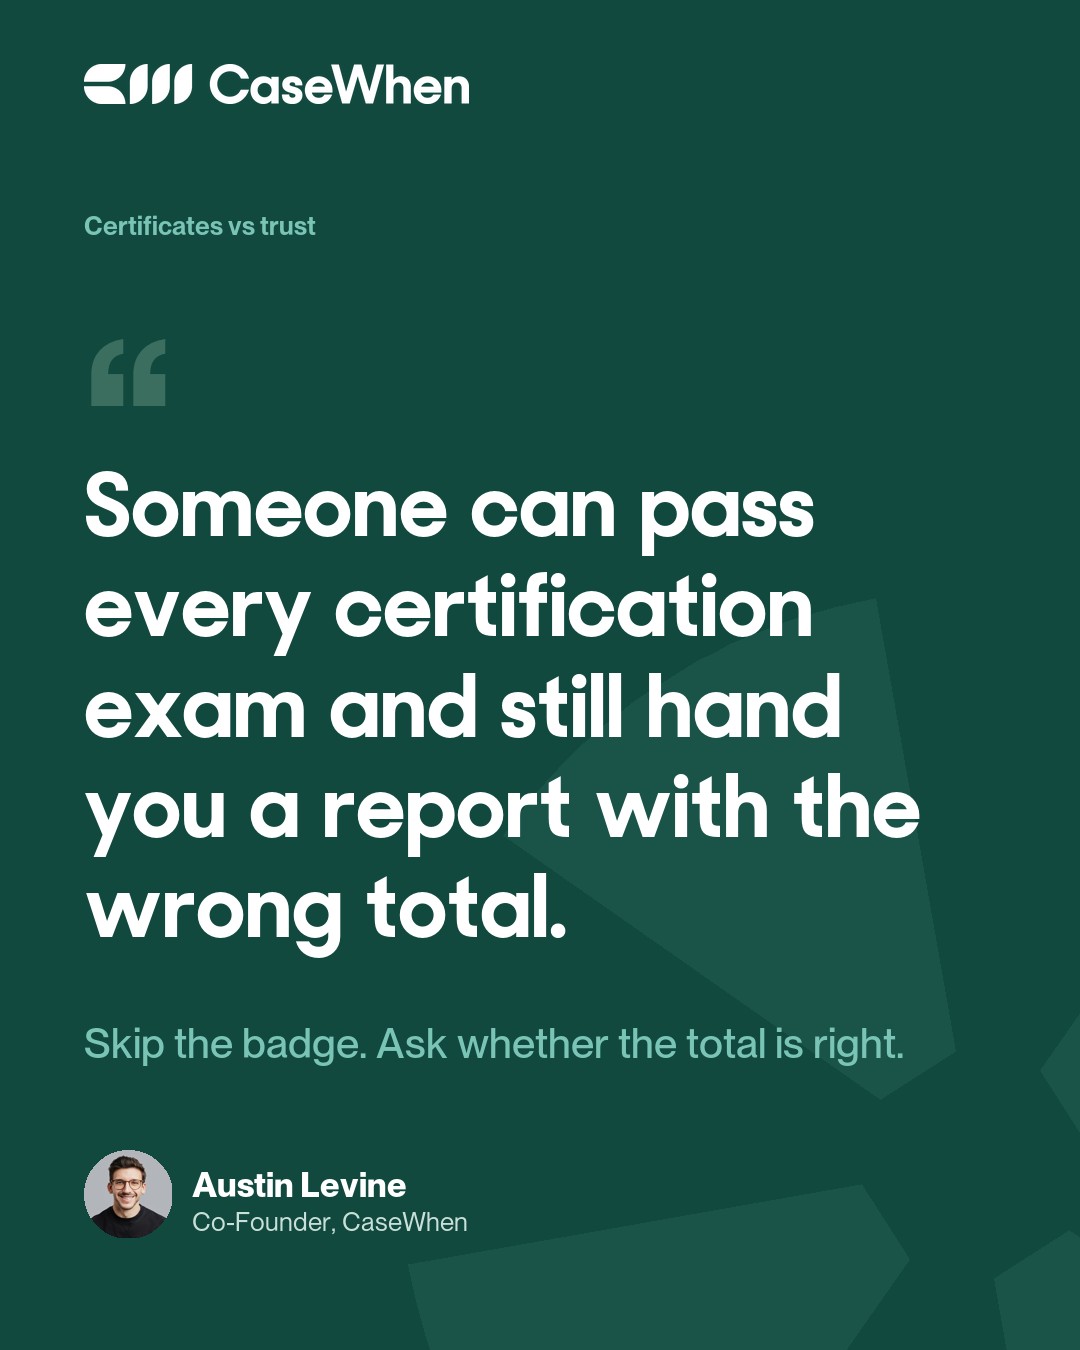 CaseWhen
Certificates vs trust
“
Someone can pass
every certification
exam and still hand
you a report with the
wrong total.
Skip the badge. Ask whether the total is right.
Austin Levine
Co-Founder, CaseWhen